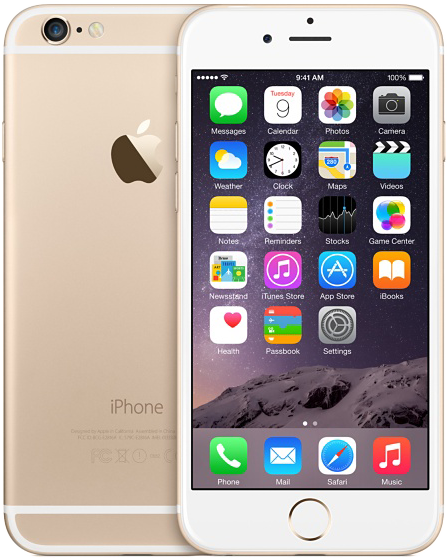 9:41 AM 100%
Tuesday
9
Messages Calendar Photos Camera
280
Weather Clock Maps Videos
Notes Reminders Stocks Game Center
Newsstand iTunes Store App Store iBooks
Health Passbook Settings
iPhone
Phone Mail Safari Music